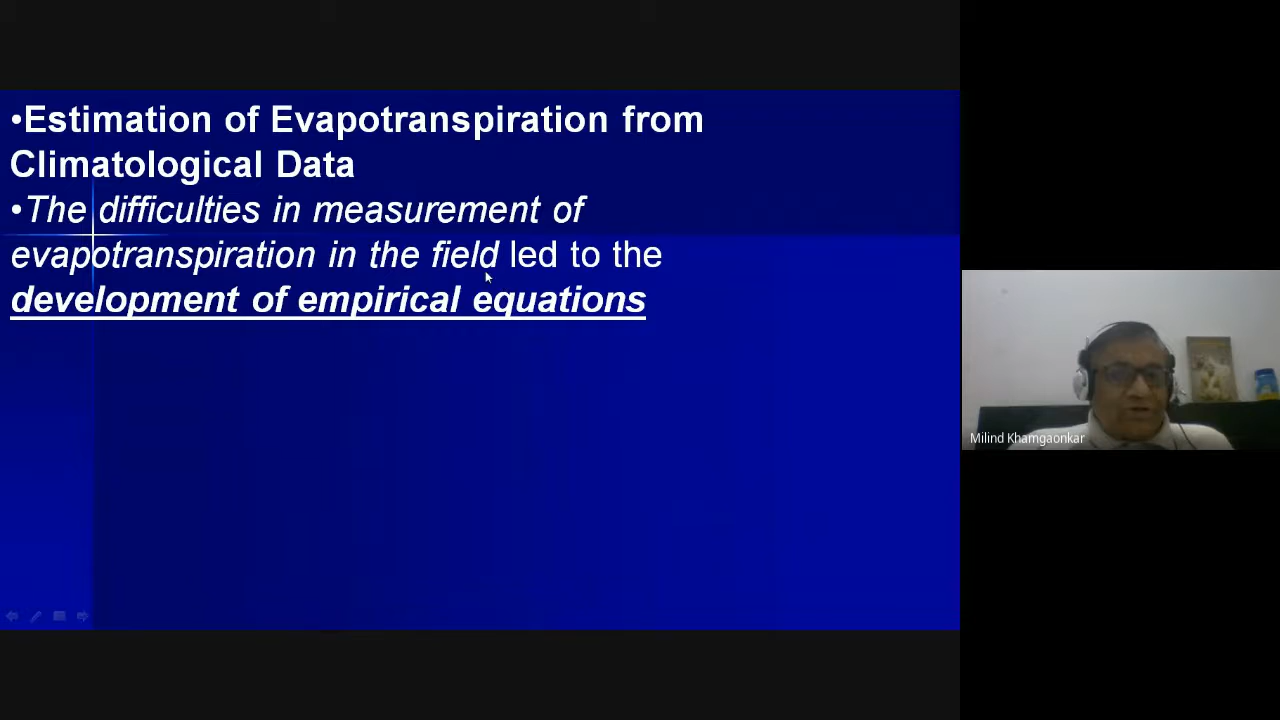 •Estimation of Evapotranspiration from
Climatological Data
•The difficulties in measurement of
evapotranspiration in the field led to the
development of empirical equations
Milind Khamgaonkar